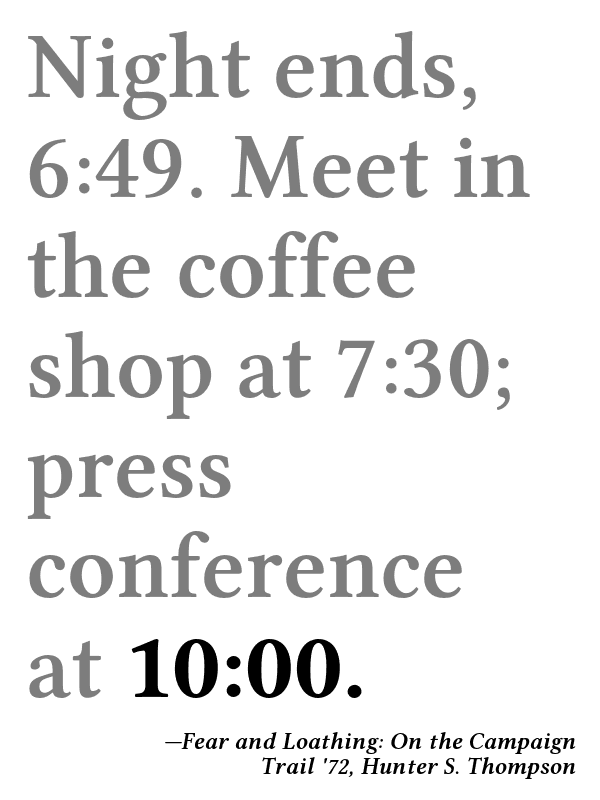 Night ends,
6:49. Meet in
the coffee
shop at 7:30;
press
conference
at 10:00.
—Fear and Loathing: On the Campaign
Trail '72, Hunter S. Thompson